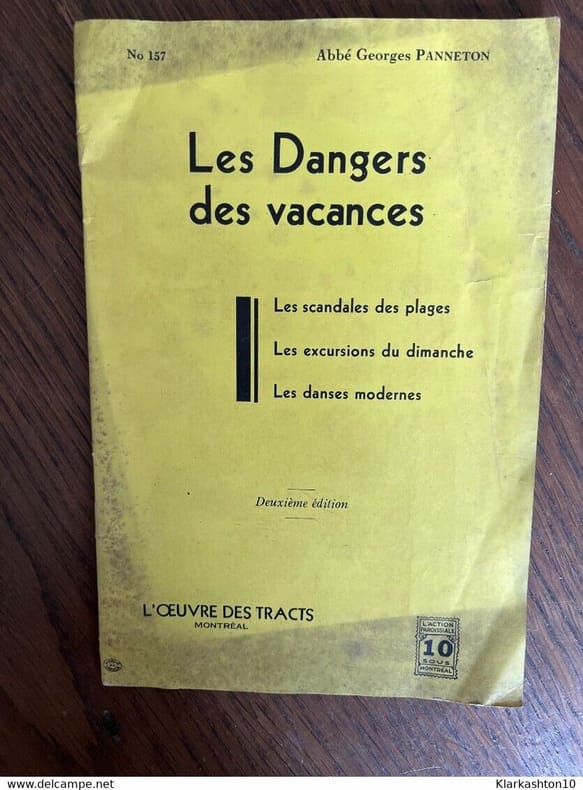 No 157 Abbé Georges PANNETON
Les Dangers
des vacances
Les scandales des plages
Les excursions du dimanche
Les danses modernes
Deuxième édition
L'ŒUVRE DES TRACTS
MONTRÉAL
L'ACTION
PAROISSIALE
10
SOUS
MONTRÉAL
www.delcampe.net
Klarkashton10